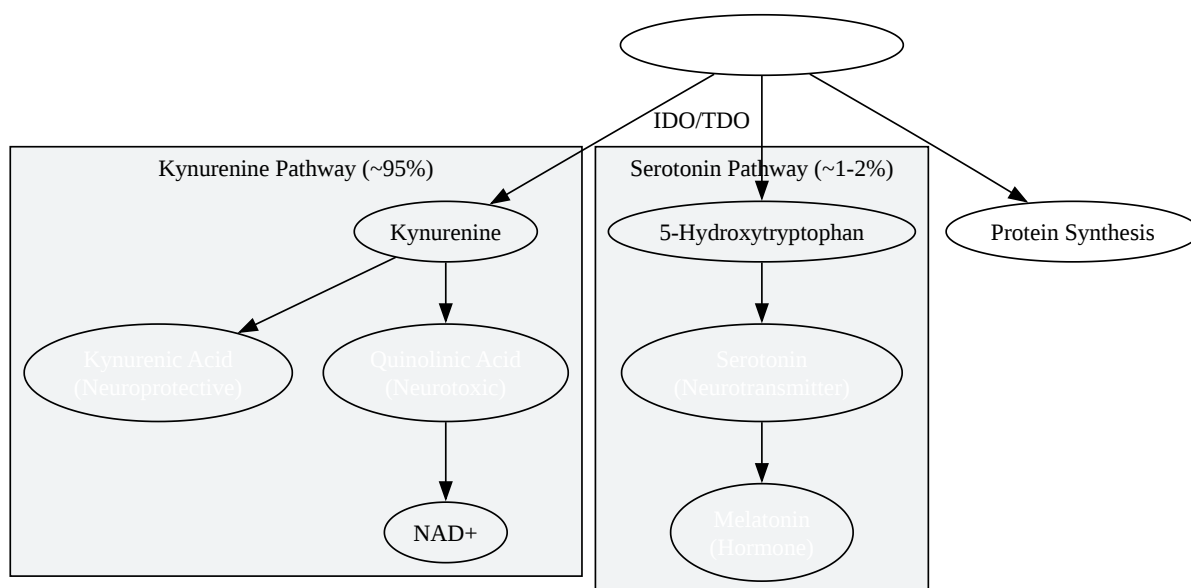 IDO/TDO
Kynurenine Pathway (~95%)
Serotonin Pathway (~1-2%)
Kynurenine
5-Hydroxytryptophan
Protein Synthesis
Kynurenic Acid
(Neuroprotective)
Quinolinic Acid
(Neurotoxic)
Serotonin
(Neurotransmitter)
NAD+
Melatonin
(Hormone)